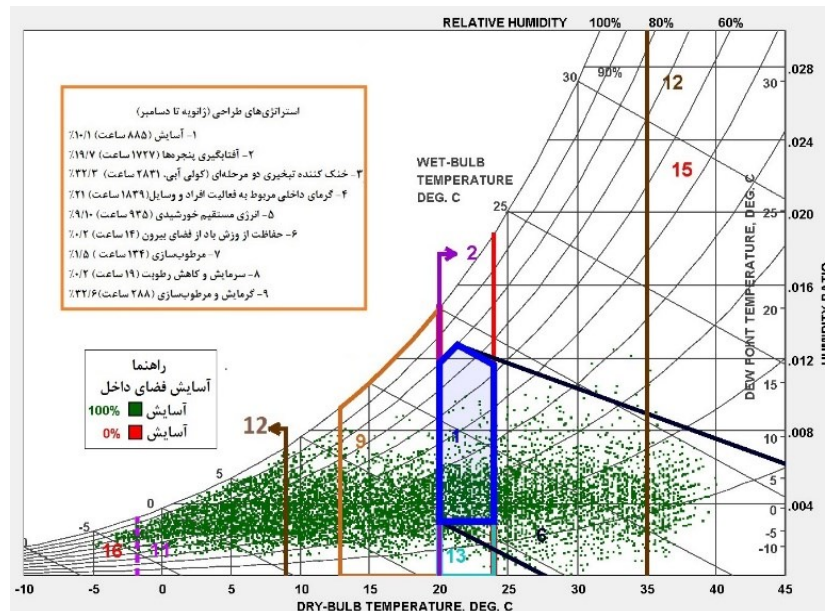 RELATIVE HUMIDITY 100% 80% 60%
90%
استراتژی‌های طراحی (ژانویه تا دسامبر)
۱- آسایش (۸۸۵ ساعت) ۱۰/۱٪
۲- آفتابگیری پنجره‌ها (۱۷۲۷ ساعت) ۱۹/۷٪
۳- خنک کننده تبخیری دو مرحله‌ای (کولی آبی، ۲۸۳۱ ساعت) ۳۲/۳٪
۴- گرمای داخلی مربوط به فعالیت افراد و وسایل (۱۸۳۹ ساعت) ۲۱٪
۵- انرژی مستقیم خورشیدی (۹۳۵ ساعت) ۹/۱۰٪
۶- حفاظت از وزش باد از فضای بیرون (۱۴ ساعت) ۰/۲٪
۷- مرطوب‌سازی (۱۳۴ ساعت) ۱/۵٪
۸- سرمایش و کاهش رطوبت (۱۹ ساعت) ۰/۲٪
۹- گرمایش و مرطوب‌سازی (۲۸۸ ساعت) ۳۲/۶٪
WET-BULB
TEMPERATURE
DEG. C
راهنما
آسایش فضای داخل
آسایش 100%
آسایش 0%
12
15
2
12
9
1
6
16
11
13
-5
0
5
10
15
20
25
30
DEW POINT TEMPERATURE, DEG. C
30
25
20
15
10
5
0
-5
-10
HUMIDITY RATIO
.028
.024
.020
.016
.012
.008
.004
-10 -5 0 5 10 15 20 25 30 35 40 45
DRY-BULB TEMPERATURE, DEG. C